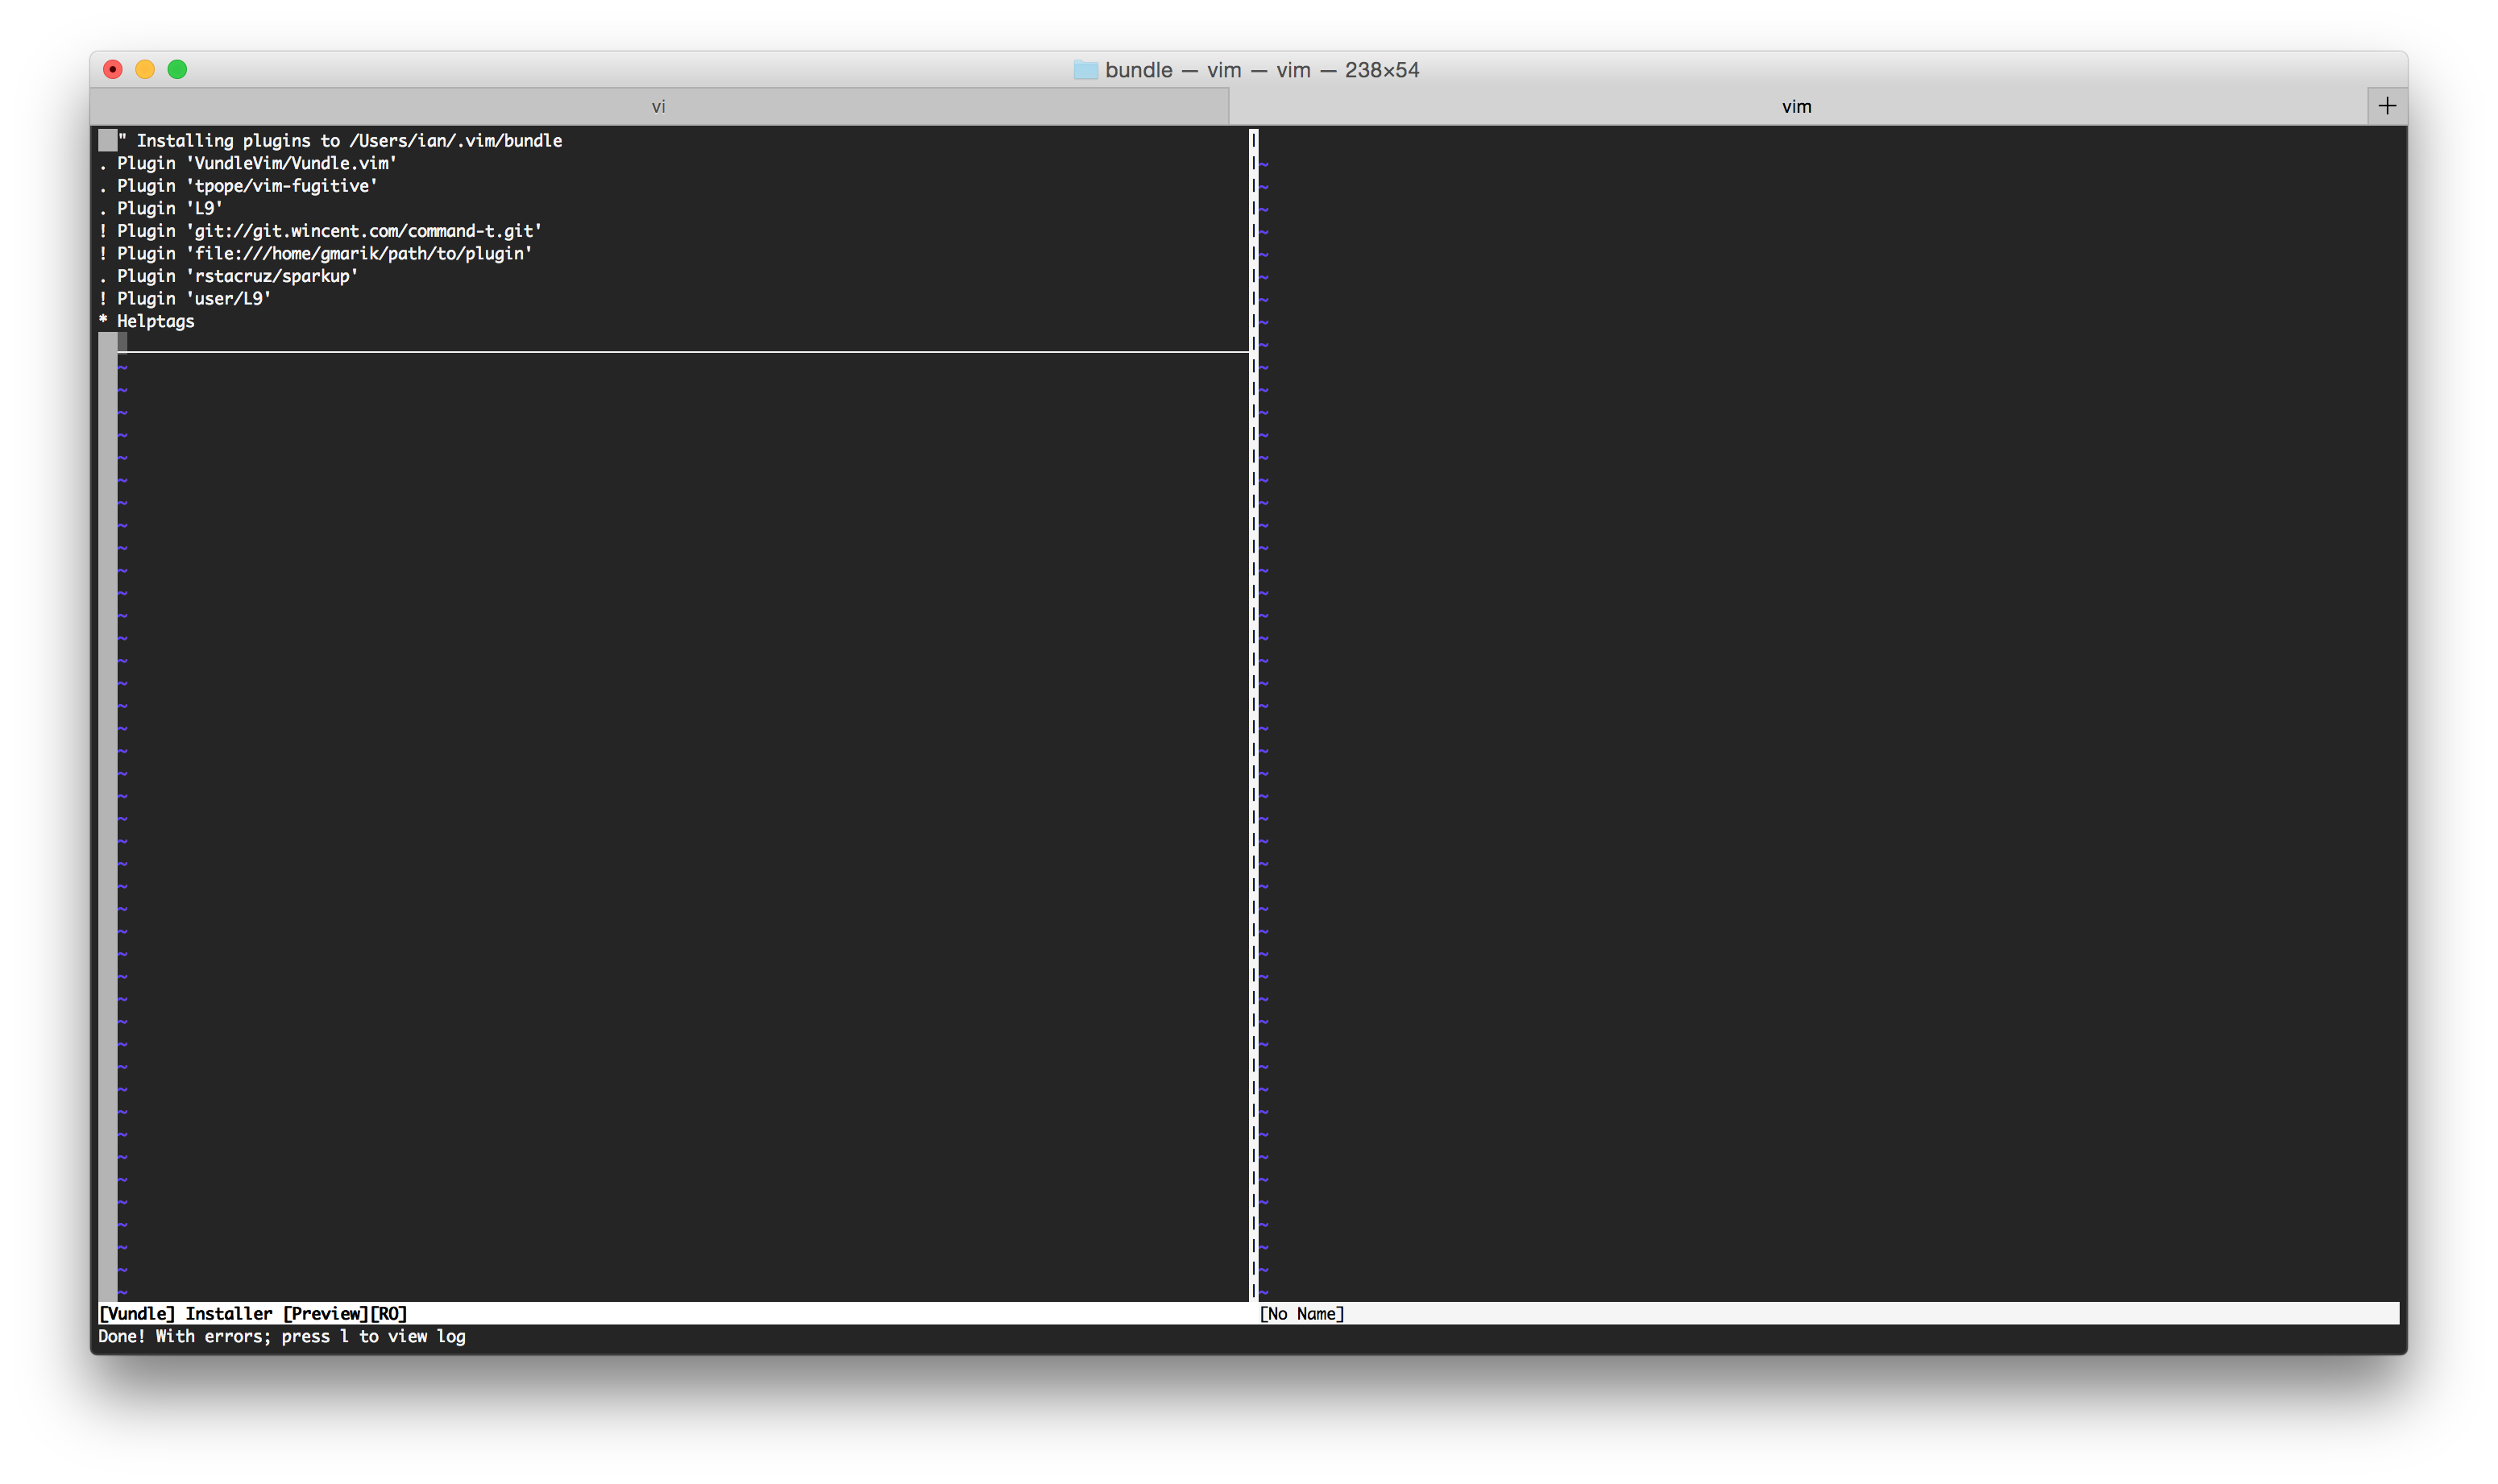 bundle — vim — vim — 238×54
vi
vim
" Installing plugins to /Users/ian/.vim/bundle
. Plugin 'VundleVim/Vundle.vim'
. Plugin 'tpope/vim-fugitive'
. Plugin 'L9'
! Plugin 'git://git.wincent.com/command-t.git'
! Plugin 'file:///home/gmarik/path/to/plugin'
. Plugin 'rstacruz/sparkup'
! Plugin 'user/L9'
* Helptags
[Vundle] Installer [Preview][RO]
[No Name]
Done! With errors; press l to view log